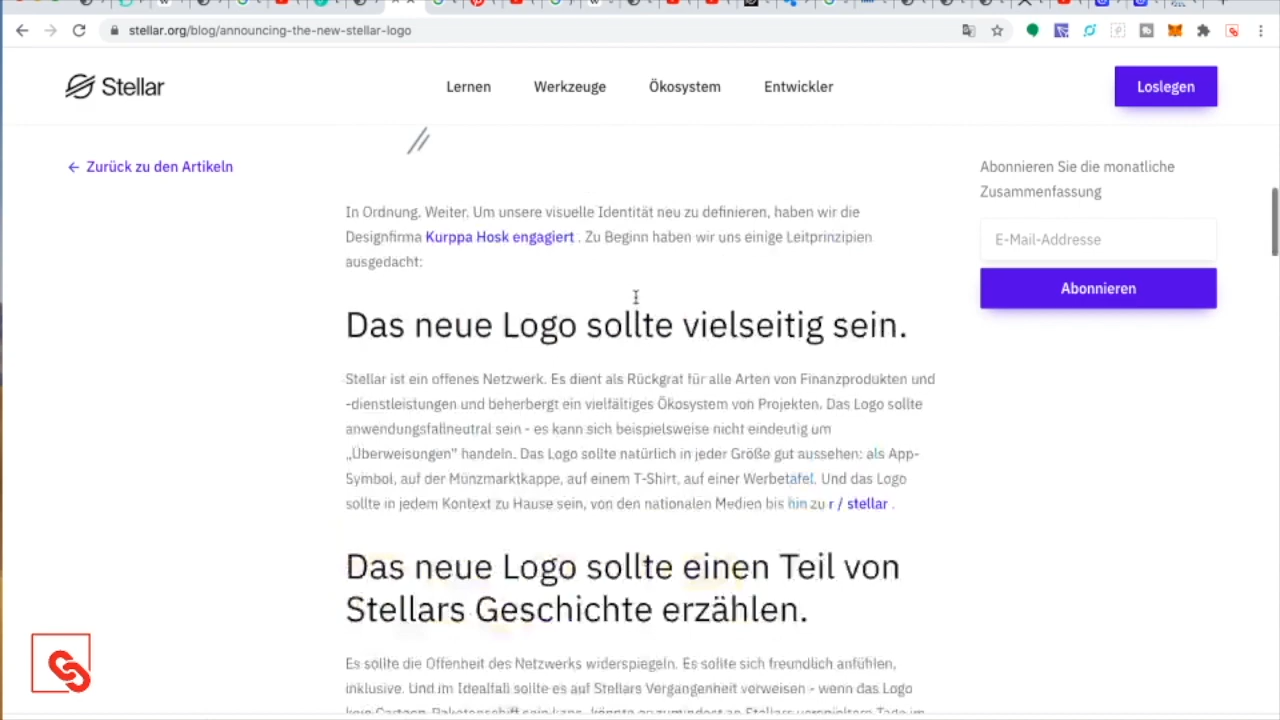 stellar.org/blog/announcing-the-new-stellar-logo
Stellar
Lernen
Werkzeuge
Ökosystem
Entwickler
Loslegen
← Zurück zu den Artikeln
Abonnieren Sie die monatliche
Zusammenfassung
E-Mail-Addresse
Abonnieren
In Ordnung. Weiter. Um unsere visuelle Identität neu zu definieren, haben wir die
Designfirma Kurppa Hosk engagiert . Zu Beginn haben wir uns einige Leitprinzipien
ausgedacht:
Das neue Logo sollte vielseitig sein.
Stellar ist ein offenes Netzwerk. Es dient als Rückgrat für alle Arten von Finanzprodukten und
-dienstleistungen und beherbergt ein vielfältiges Ökosystem von Projekten. Das Logo sollte
anwendungsfallneutral sein - es kann sich beispielsweise nicht eindeutig um
„Überweisungen" handeln. Das Logo sollte natürlich in jeder Größe gut aussehen: als App-
Symbol, auf der Münzmarktkappe, auf einem T-Shirt, auf einer Werbetafel. Und das Logo
sollte in jedem Kontext zu Hause sein, von den nationalen Medien bis hin zu r / stellar .
Das neue Logo sollte einen Teil von
Stellars Geschichte erzählen.
Es sollte die Offenheit des Netzwerks widerspiegeln. Es sollte sich freundlich anfühlen,
inklusive. Und im Idealfall sollte es auf Stellars Vergangenheit verweisen - wenn das Logo